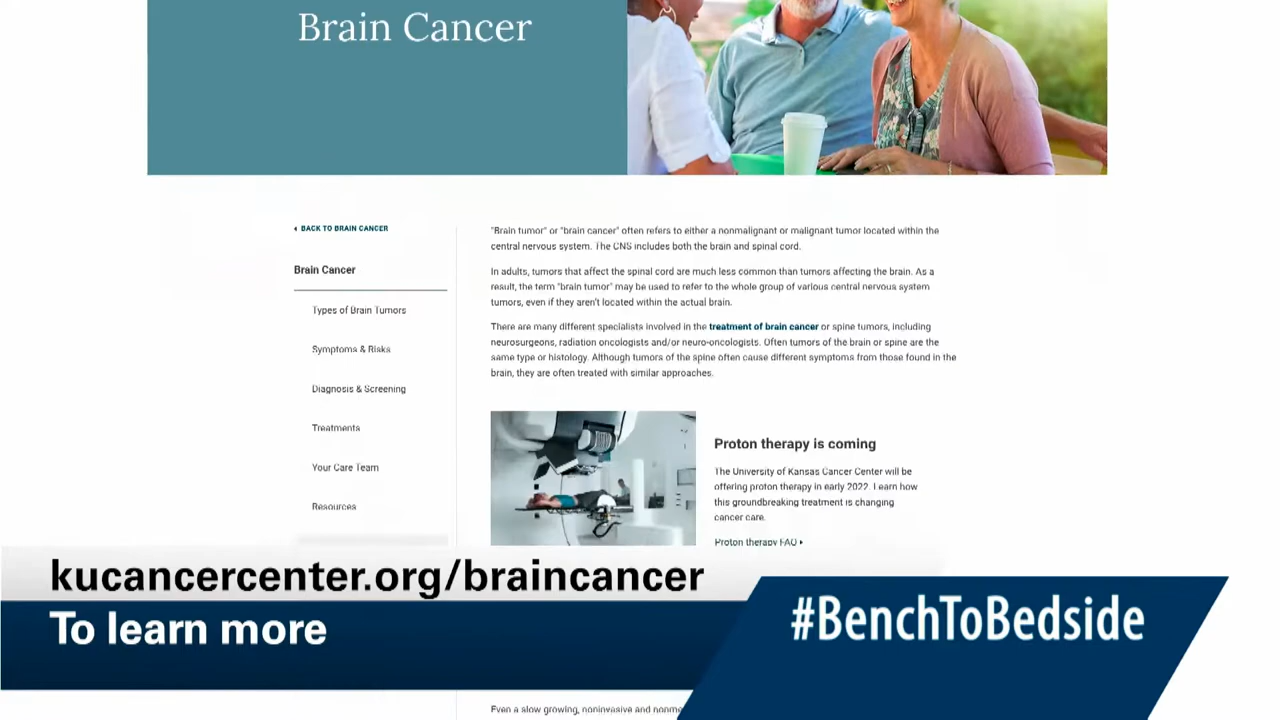 Brain Cancer
BACK TO BRAIN CANCER
Brain Cancer
Types of Brain Tumors
Symptoms & Risks
Diagnosis & Screening
Treatments
Your Care Team
Resources
"Brain tumor" or "brain cancer" often refers to either a nonmalignant or malignant tumor located within the
central nervous system. The CNS includes both the brain and spinal cord.
In adults, tumors that affect the spinal cord are much less common than tumors affecting the brain. As a
result, the term "brain tumor" may be used to refer to the whole group of various central nervous system
tumors, even if they aren't located within the actual brain.
There are many different specialists involved in the treatment of brain cancer or spine tumors, including
neurosurgeons, radiation oncologists and/or neuro-oncologists. Often tumors of the brain or spine are the
same type or histology. Although tumors of the spine often cause different symptoms from those found in the
brain, they are often treated with similar approaches.
Proton therapy is coming
The University of Kansas Cancer Center will be
offering proton therapy in early 2022. Learn how
this groundbreaking treatment is changing
cancer care.
Proton therapy FAQ
kucancercenter.org/braincancer
To learn more
#BenchToBedside
Even a slow growing, noninvasive and